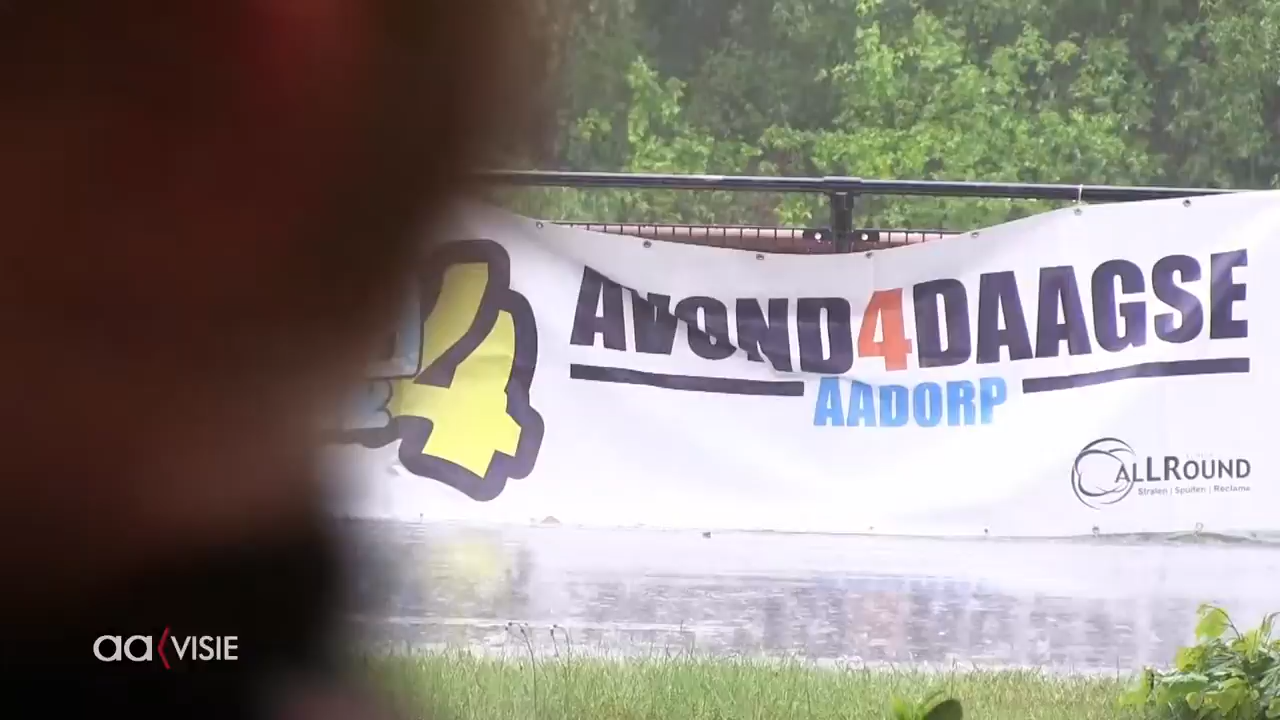 AVOND4DAAGSE
AADORP
ALLROUND
Stralen | Spuiten | Reclame
aa VISIE